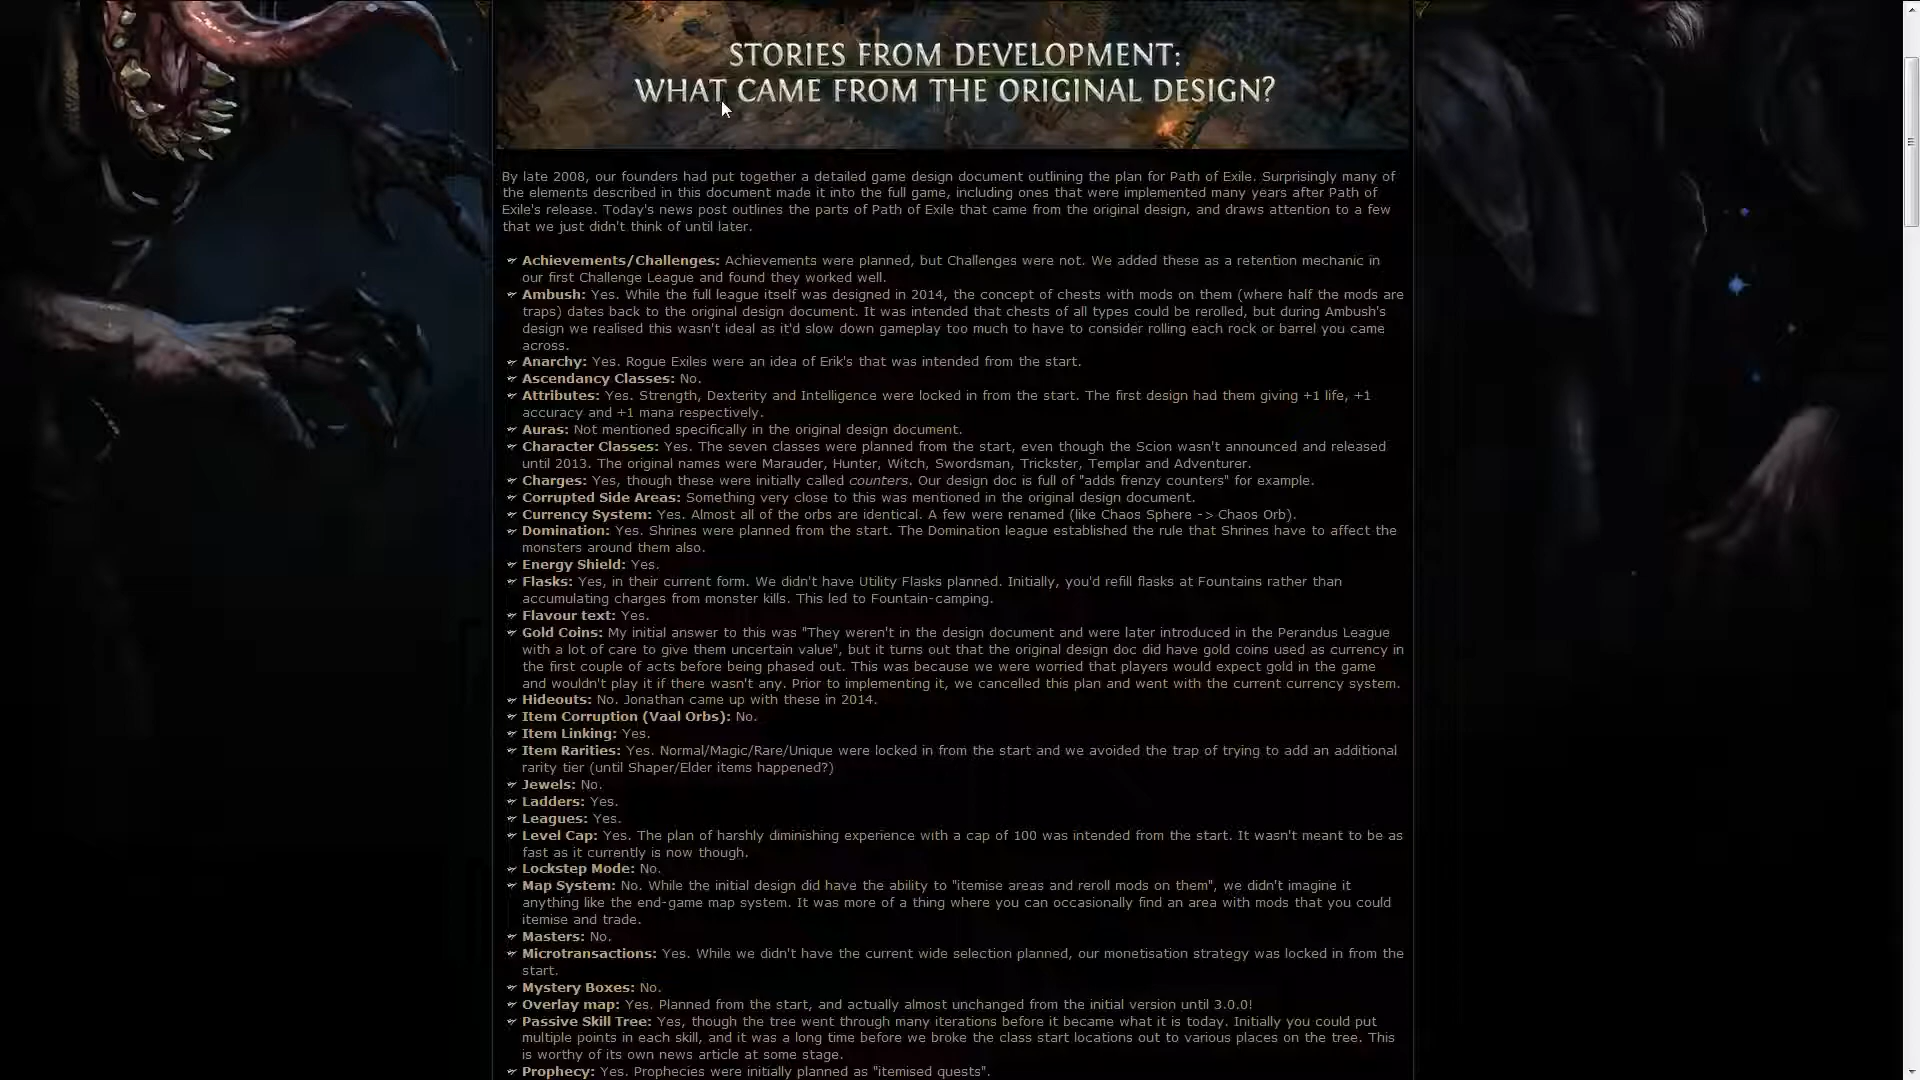 STORIES FROM DEVELOPMENT:
WHAT CAME FROM THE ORIGINAL DESIGN?
By late 2008, our founders had put together a detailed game design document outlining the plan for Path of Exile. Surprisingly many of
the elements described in this document made it into the full game, including ones that were implemented many years after Path of
Exile's release. Today's news post outlines the parts of Path of Exile that came from the original design, and draws attention to a few
that we just didn't think of until later.
Achievements/Challenges: Achievements were planned, but Challenges were not. We added these as a retention mechanic in
our first Challenge League and found they worked well.
Ambush: Yes. While the full league itself was designed in 2014, the concept of chests with mods on them (where half the mods are
traps) dates back to the original design document. It was intended that chests of all types could be rerolled, but during Ambush's
design we realised this wasn't ideal as it'd slow down gameplay too much to have to consider rolling each rock or barrel you came
across.
Anarchy: Yes. Rogue Exiles were an idea of Erik's that was intended from the start.
Ascendancy Classes: No.
Attributes: Yes. Strength, Dexterity and Intelligence were locked in from the start. The first design had them giving +1 life, +1
accuracy and +1 mana respectively.
Auras: Not mentioned specifically in the original design document.
Character Classes: Yes. The seven classes were planned from the start, even though the Scion wasn't announced and released
until 2013. The original names were Marauder, Hunter, Witch, Swordsman, Trickster, Templar and Adventurer.
Charges: Yes, though these were initially called counters. Our design doc is full of "adds frenzy counters" for example.
Corrupted Side Areas: Something very close to this was mentioned in the original design document.
Currency System: Yes. Almost all of the orbs are identical. A few were renamed (like Chaos Sphere -> Chaos Orb).
Domination: Yes. Shrines were planned from the start. The Domination league established the rule that Shrines have to affect the
monsters around them also.
Energy Shield: Yes.
Flasks: Yes, in their current form. We didn't have Utility Flasks planned. Initially, you'd refill flasks at Fountains rather than
accumulating charges from monster kills. This led to Fountain-camping.
Flavour text: Yes.
Gold Coins: My initial answer to this was "They weren't in the design document and were later introduced in the Perandus League
with a lot of care to give them uncertain value", but it turns out that the original design doc did have gold coins used as currency in
the first couple of acts before being phased out. This was because we were worried that players would expect gold in the game
and wouldn't play it if there wasn't any. Prior to implementing it, we cancelled this plan and went with the current currency system.
Hideouts: No. Jonathan came up with these in 2014.
Item Corruption (Vaal Orbs): No.
Item Linking: Yes.
Item Rarities: Yes. Normal/Magic/Rare/Unique were locked in from the start and we avoided the trap of trying to add an additional
rarity tier (until Shaper/Elder items happened?)
Jewels: No.
Ladders: Yes.
Leagues: Yes.
Level Cap: Yes. The plan of harshly diminishing experience with a cap of 100 was intended from the start. It wasn't meant to be as
fast as it currently is now though.
Lockstep Mode: No.
Map System: No. While the initial design did have the ability to "itemise areas and reroll mods on them", we didn't imagine it
anything like the end-game map system. It was more of a thing where you can occasionally find an area with mods that you could
itemise and trade.
Masters: No.
Microtransactions: Yes. While we didn't have the current wide selection planned, our monetisation strategy was locked in from the
start.
Mystery Boxes: No.
Overlay map: Yes. Planned from the start, and actually almost unchanged from the initial version until 3.0.0!
Passive Skill Tree: Yes, though the tree went through many iterations before it became what it is today. Initially you could put
multiple points in each skill, and it was a long time before we broke the class start locations out to various places on the tree. This
is worthy of its own news article at some stage.
Prophecy: Yes. Prophecies were initially planned as "itemised quests".